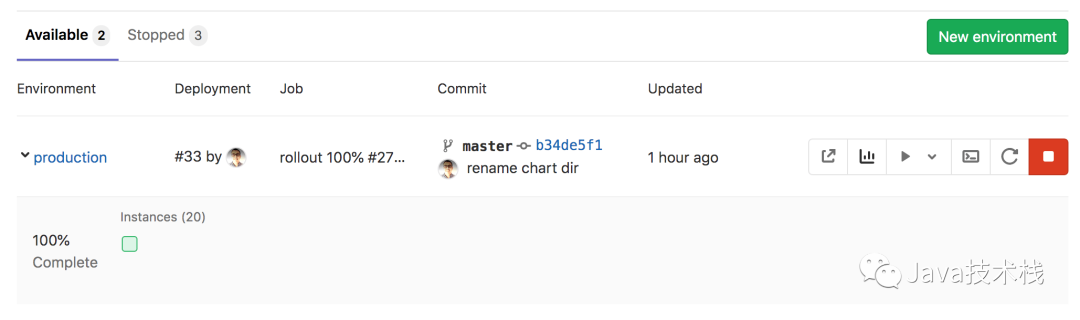 Available 2 Stopped 3 New environment
Environment Deployment Job Commit Updated
production #33 by rollout 100% #27... master b34de5f1 1 hour ago
rename chart dir
Instances (20)
100%
Complete
Java技术栈